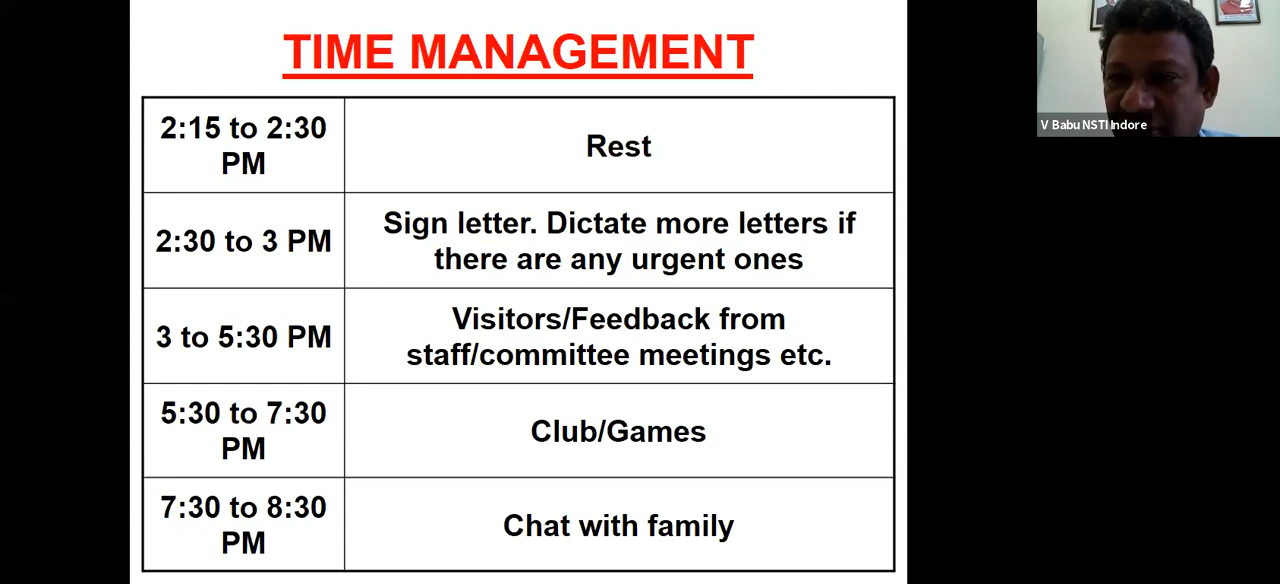 TIME MANAGEMENT
2:15 to 2:30
PM
Rest
2:30 to 3 PM
Sign letter. Dictate more letters if
there are any urgent ones
3 to 5:30 PM
Visitors/Feedback from
staff/committee meetings etc.
5:30 to 7:30
PM
Club/Games
7:30 to 8:30
PM
Chat with family
V Babu NSTI Indore